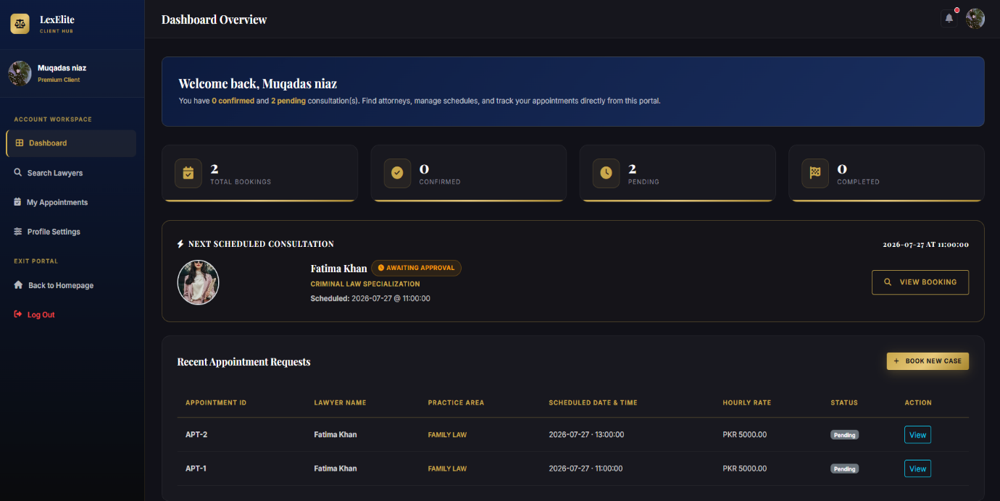 LexElite
CLIENT HUB
Muqadas niaz
Premium Client
ACCOUNT WORKSPACE
Dashboard
Search Lawyers
My Appointments
Profile Settings
EXIT PORTAL
Back to Homepage
Log Out
Dashboard Overview
Welcome back, Muqadas niaz
You have 0 confirmed and 2 pending consultation(s). Find attorneys, manage schedules, and track your appointments directly from this portal.
2
TOTAL BOOKINGS
0
CONFIRMED
2
PENDING
0
COMPLETED
NEXT SCHEDULED CONSULTATION
2026-07-27 AT 11:00:00
Fatima Khan AWAITING APPROVAL
CRIMINAL LAW SPECIALIZATION
Scheduled: 2026-07-27 @ 11:00:00
VIEW BOOKING
Recent Appointment Requests
+ BOOK NEW CASE
APPOINTMENT ID LAWYER NAME PRACTICE AREA SCHEDULED DATE & TIME HOURLY RATE STATUS ACTION
APT-2 Fatima Khan FAMILY LAW 2026-07-27 · 13:00:00 PKR 5000.00 Pending View
APT-1 Fatima Khan FAMILY LAW 2026-07-27 · 11:00:00 PKR 5000.00 Pending View